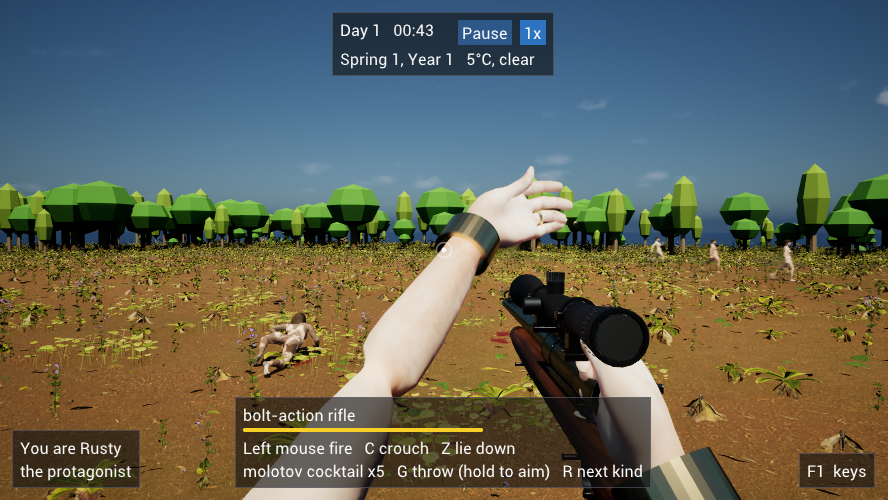 Day 1 00:43 Pause 1x
Spring 1, Year 1 5°C, clear
bolt-action rifle
Left mouse fire C crouch Z lie down
molotov cocktail x5 G throw (hold to aim) R next kind
You are Rusty
the protagonist
F1 keys